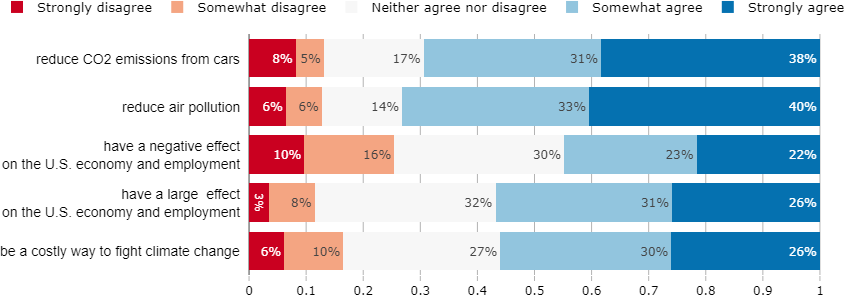 Strongly disagree Somewhat disagree Neither agree nor disagree Somewhat agree Strongly agree
reduce CO2 emissions from cars 8% 5% 17% 31% 38%
reduce air pollution 6% 6% 14% 33% 40%
have a negative effect
on the U.S. economy and employment 10% 16% 30% 23% 22%
have a large effect
on the U.S. economy and employment 3% 8% 32% 31% 26%
be a costly way to fight climate change 6% 10% 27% 30% 26%
0 0.1 0.2 0.3 0.4 0.5 0.6 0.7 0.8 0.9 1